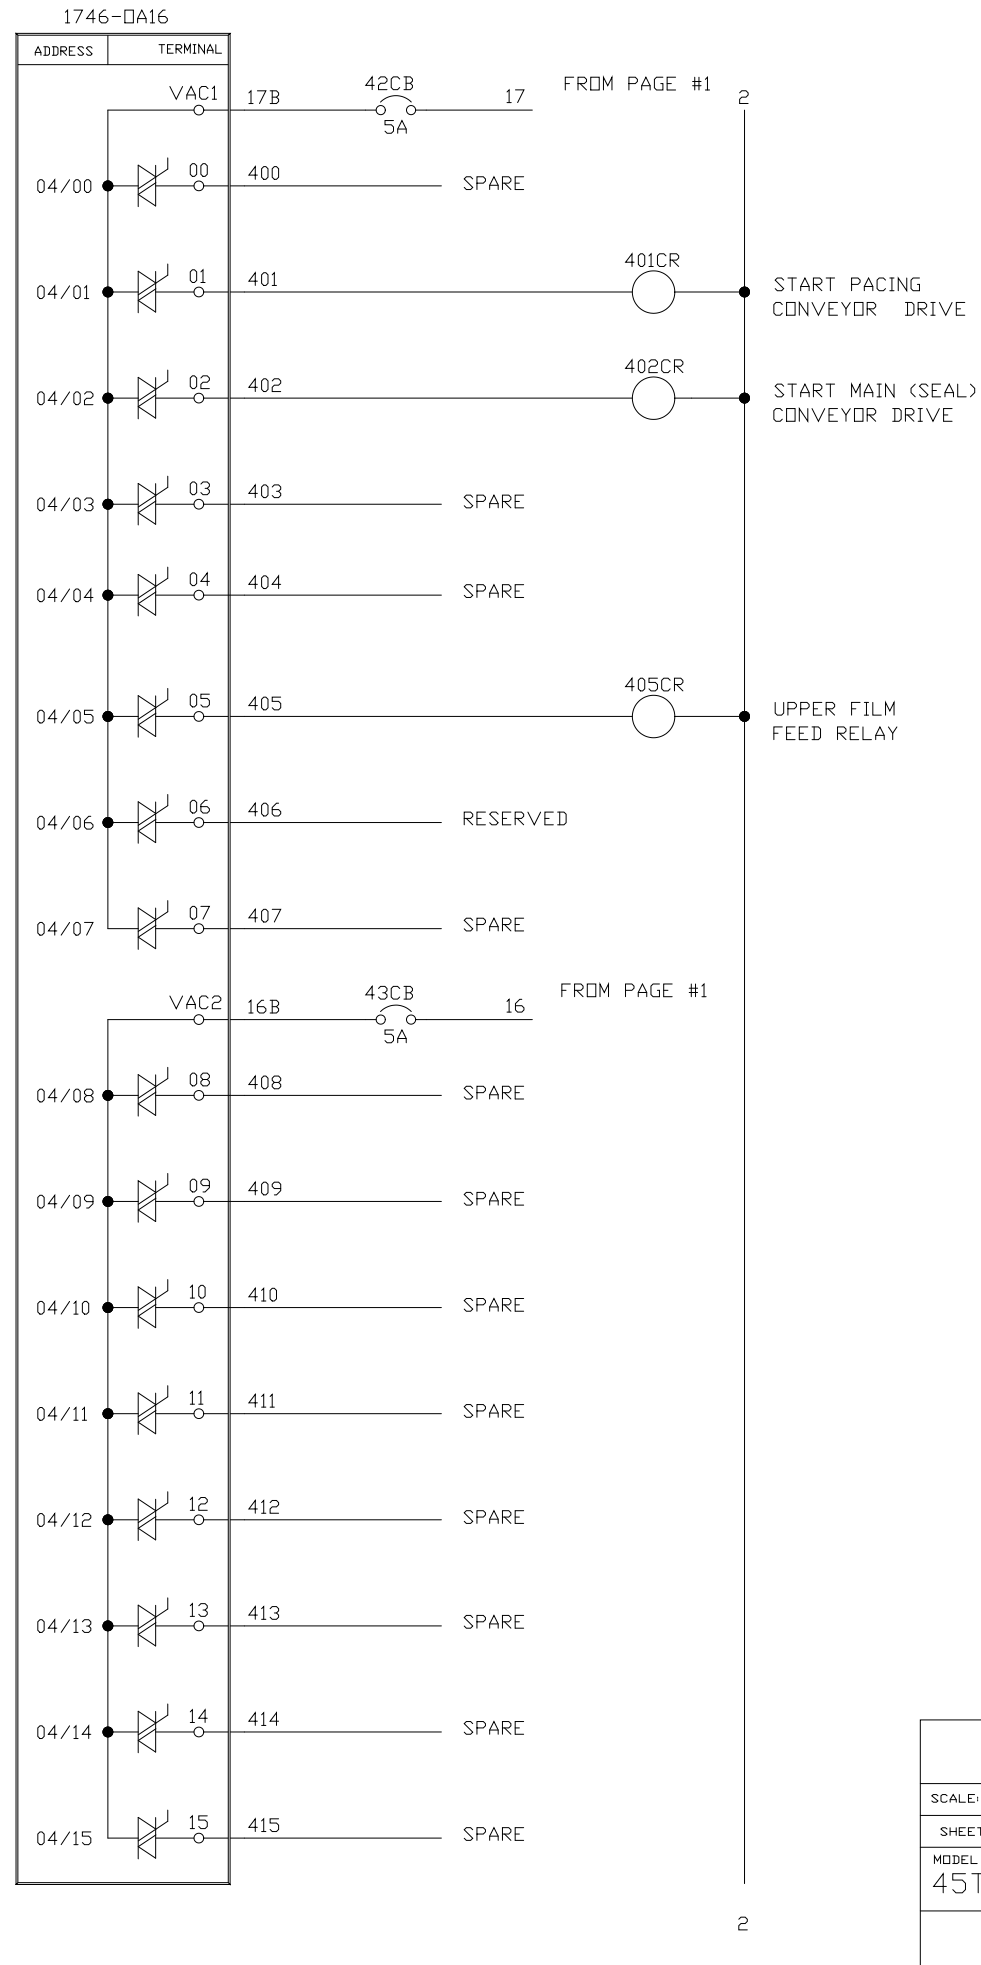 1746-OA16
ADDRESS TERMINAL
VAC1 17B 42CB 5A 17 FROM PAGE #1 2
04/00 00 400 SPARE
04/01 01 401 401CR START PACING
CONVEYOR DRIVE
04/02 02 402 402CR START MAIN (SEAL)
CONVEYOR DRIVE
04/03 03 403 SPARE
04/04 04 404 SPARE
04/05 05 405 405CR UPPER FILM
FEED RELAY
04/06 06 406 RESERVED
04/07 07 407 SPARE
VAC2 16B 43CB 5A 16 FROM PAGE #1
04/08 08 408 SPARE
04/09 09 409 SPARE
04/10 10 410 SPARE
04/11 11 411 SPARE
04/12 12 412 SPARE
04/13 13 413 SPARE
04/14 14 414 SPARE
04/15 15 415 SPARE
2
SCALE:
SHEET
MODEL
45T